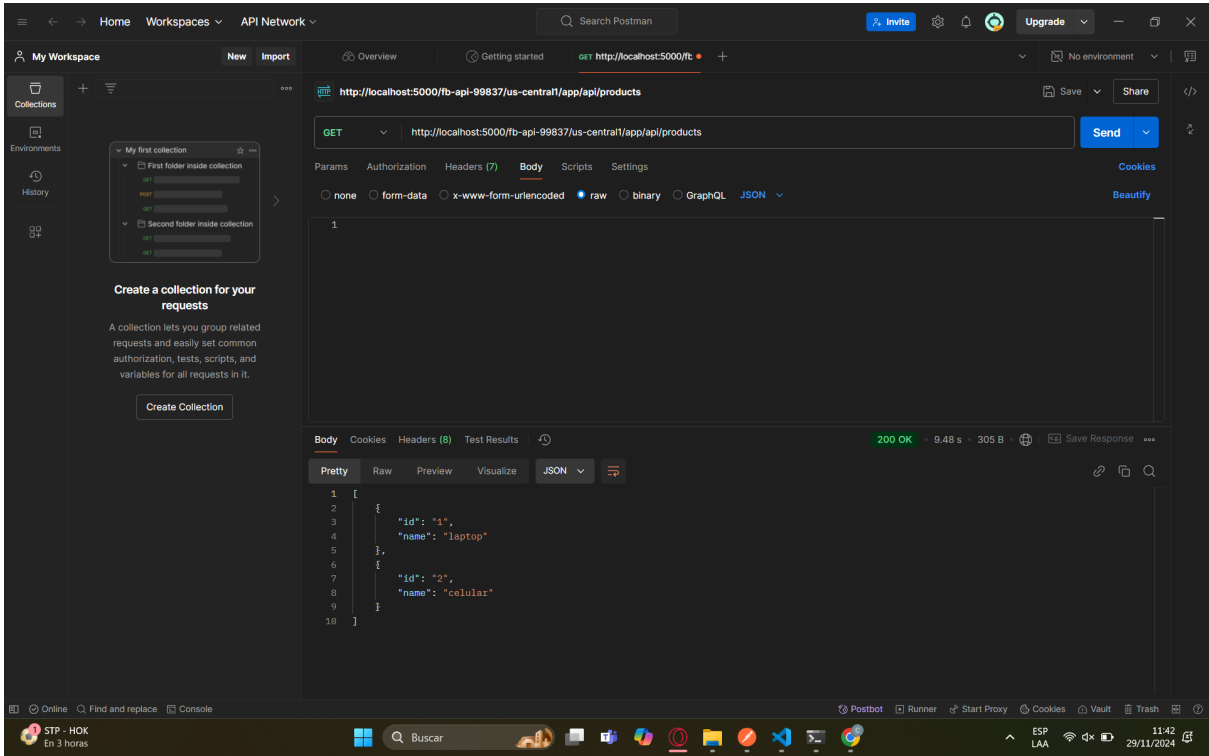 Home Workspaces API Network Search Postman Invite Upgrade
My Workspace New Import Overview Getting started GET http://localhost:5000/fb No environment
Collections
Environments
History
My first collection
First folder inside collection
GET
POST
GET
Second folder inside collection
GET
GET
Create a collection for your
requests
A collection lets you group related
requests and easily set common
authorization, tests, scripts, and
variables for all requests in it.
Create Collection
HTTP http://localhost:5000/fb-api-99837/us-central1/app/api/products Save Share
GET http://localhost:5000/fb-api-99837/us-central1/app/api/products Send
Params Authorization Headers (7) Body Scripts Settings Cookies
none form-data x-www-form-urlencoded raw binary GraphQL JSON Beautify
1
Body Cookies Headers (8) Test Results 200 OK 9.48 s 305 B Save Response
Pretty Raw Preview Visualize JSON
1 [
2 {
3 "id": "1",
4 "name": "laptop"
5 },
6 {
7 "id": "2",
8 "name": "celular"
9 }
10 ]
Online Find and replace Console Postbot Runner Start Proxy Cookies Vault Trash
1 STP - HOK
En 3 horas
Buscar
ESP
LAA
11:42
29/11/2024